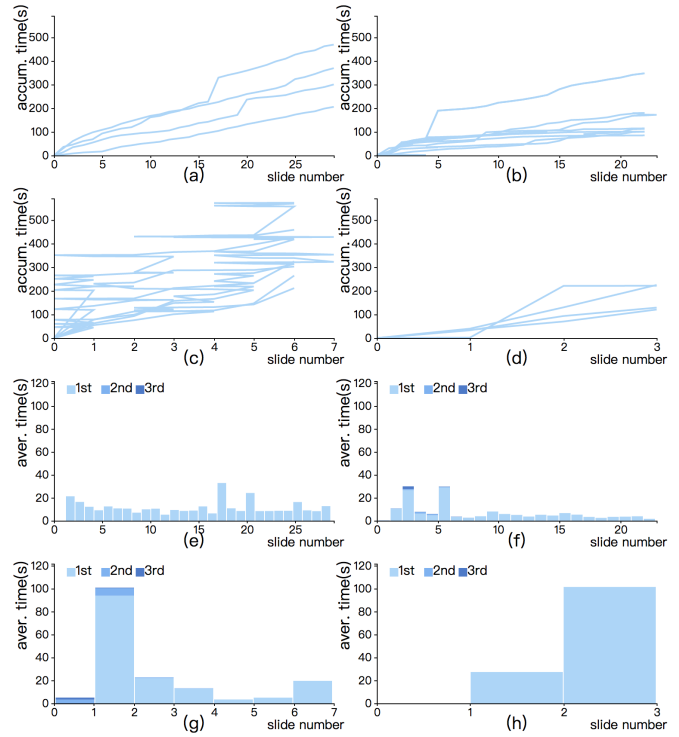 accum. time(s)
500
400
300
200
100
0
0 5 10 15 20 25
slide number
(a)
accum. time(s)
500
400
300
200
100
0
0 5 10 15 20
slide number
(b)
accum. time(s)
500
400
300
200
100
0
0 1 2 3 4 5 6 7
slide number
(c)
accum. time(s)
500
400
300
200
100
0
0 1 2 3
slide number
(d)
aver. time(s)
120
100
80
60
40
20
0
1st 2nd 3rd
0 5 10 15 20 25
slide number
(e)
aver. time(s)
120
100
80
60
40
20
0
1st 2nd 3rd
0 5 10 15 20
slide number
(f)
aver. time(s)
120
100
80
60
40
20
0
1st 2nd 3rd
0 1 2 3 4 5 6 7
slide number
(g)
aver. time(s)
120
100
80
60
40
20
0
1st 2nd 3rd
0 1 2 3
slide number
(h)